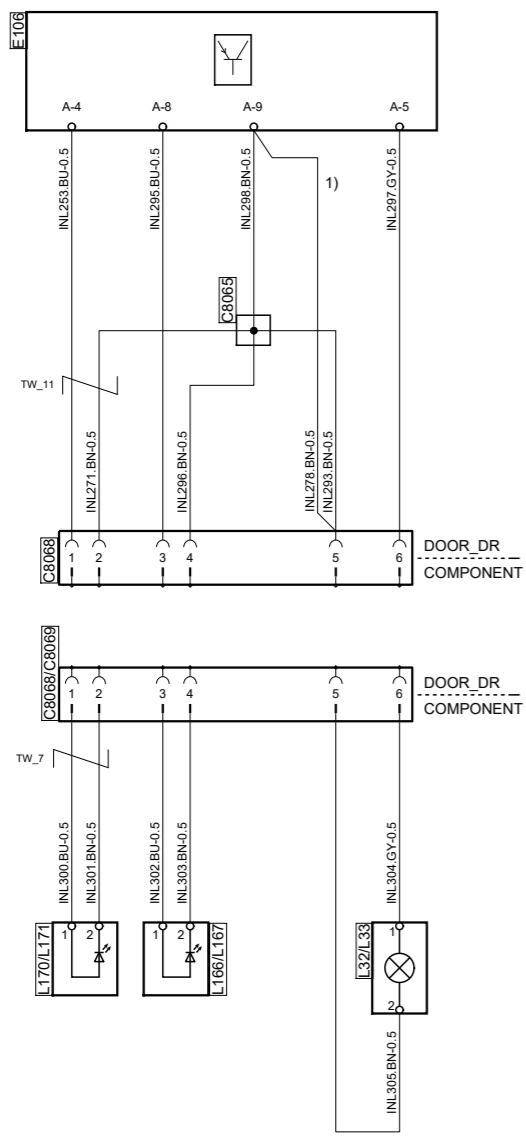 E106
A-4
A-8
A-9
A-5
INL253.BU-0.5
INL295.BU-0.5
INL298.BN-0.5
1)
INL297.GY-0.5
C8065
TW_11
INL271.BN-0.5
INL296.BN-0.5
INL278.BN-0.5
INL293.BN-0.5
C8068
1
2
3
4
5
6
DOOR_DR
COMPONENT
C8068/C8069
1
2
3
4
5
6
DOOR_DR
COMPONENT
TW_7
INL300.BU-0.5
INL301.BN-0.5
INL302.BU-0.5
INL303.BN-0.5
INL304.GY-0.5
L170/L171
1
2
1
2
L166/L167
L32/L33
1
2
INL305.BN-0.5